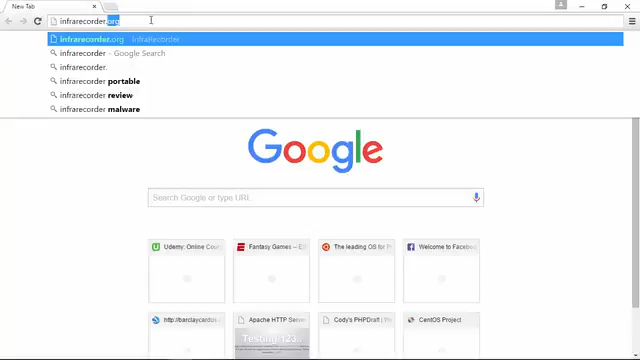 New Tab
infrarecorder.org
infrarecorder.org InfraRecorder
infrarecorder - Google Search
infrarecorder.
infrarecorder portable
infrarecorder review
infrarecorder malware
Google
Search Google or type URL
Udemy: Online Cour
Fantasy Games – E
The leading OS for P
Welcome to Facebo
http://barclaycardus
Apache HTTP Server
Cody's PHPDraft | W
CentOS Project
Testing 123